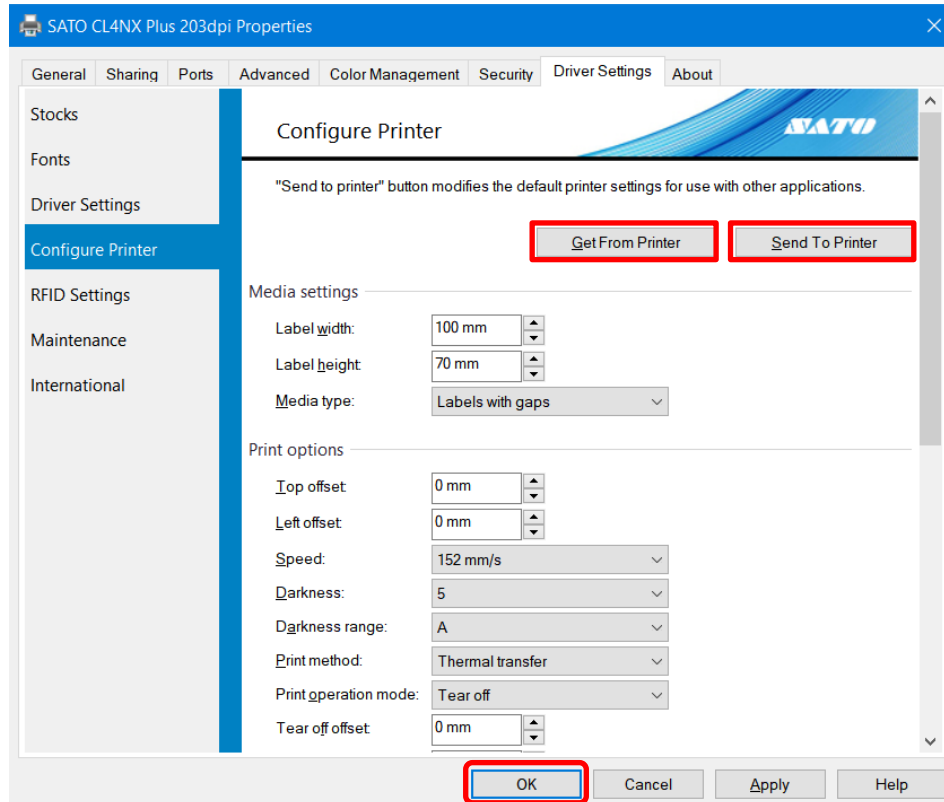 SATO CL4NX Plus 203dpi Properties
General Sharing Ports Advanced Color Management Security Driver Settings About
Stocks
Fonts
Driver Settings
Configure Printer
RFID Settings
Maintenance
International
Configure Printer
SATO
"Send to printer" button modifies the default printer settings for use with other applications.
Get From Printer Send To Printer
Media settings
Label width: 100 mm
Label height: 70 mm
Media type: Labels with gaps
Print options
Top offset: 0 mm
Left offset: 0 mm
Speed: 152 mm/s
Darkness: 5
Darkness range: A
Print method: Thermal transfer
Print operation mode: Tear off
Tear off offset: 0 mm
OK Cancel Apply Help